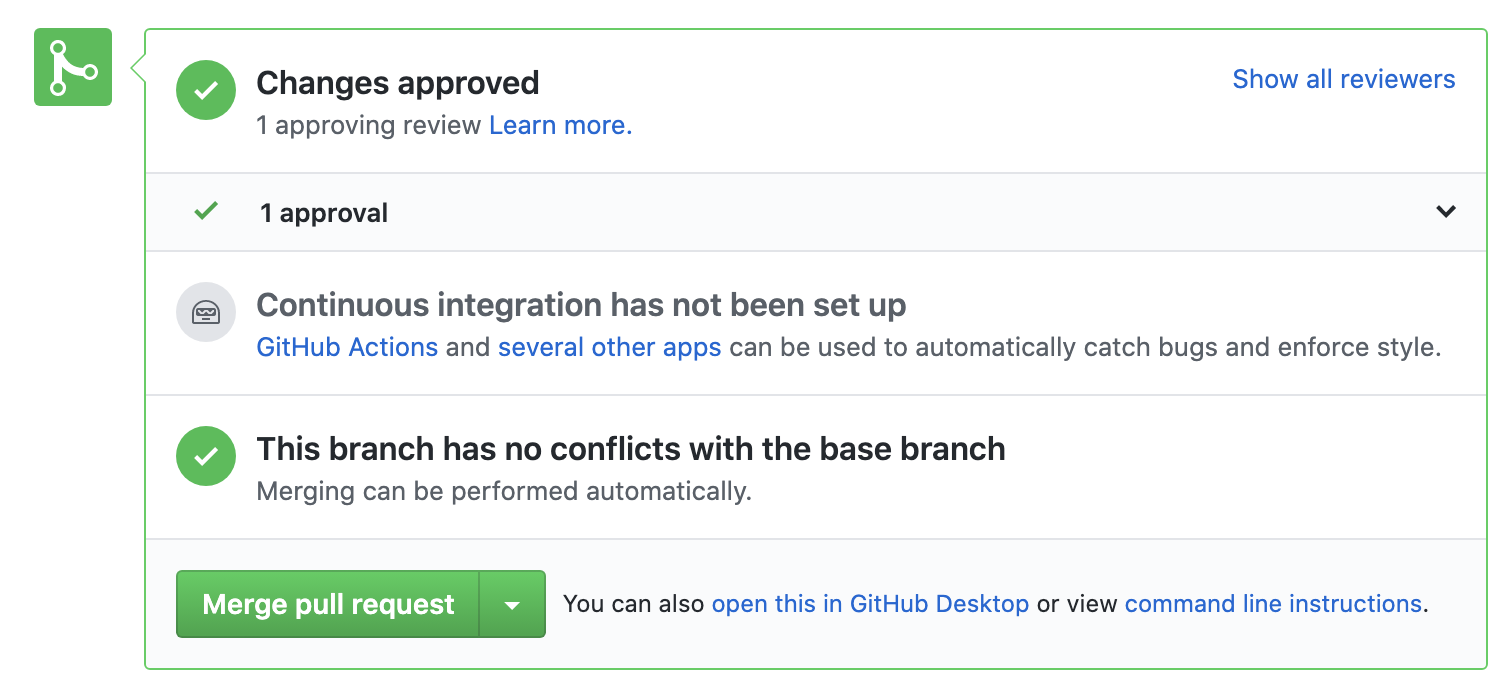 Changes approved
Show all reviewers
1 approving review Learn more.
1 approval
Continuous integration has not been set up
GitHub Actions and several other apps can be used to automatically catch bugs and enforce style.
This branch has no conflicts with the base branch
Merging can be performed automatically.
Merge pull request
You can also open this in GitHub Desktop or view command line instructions.